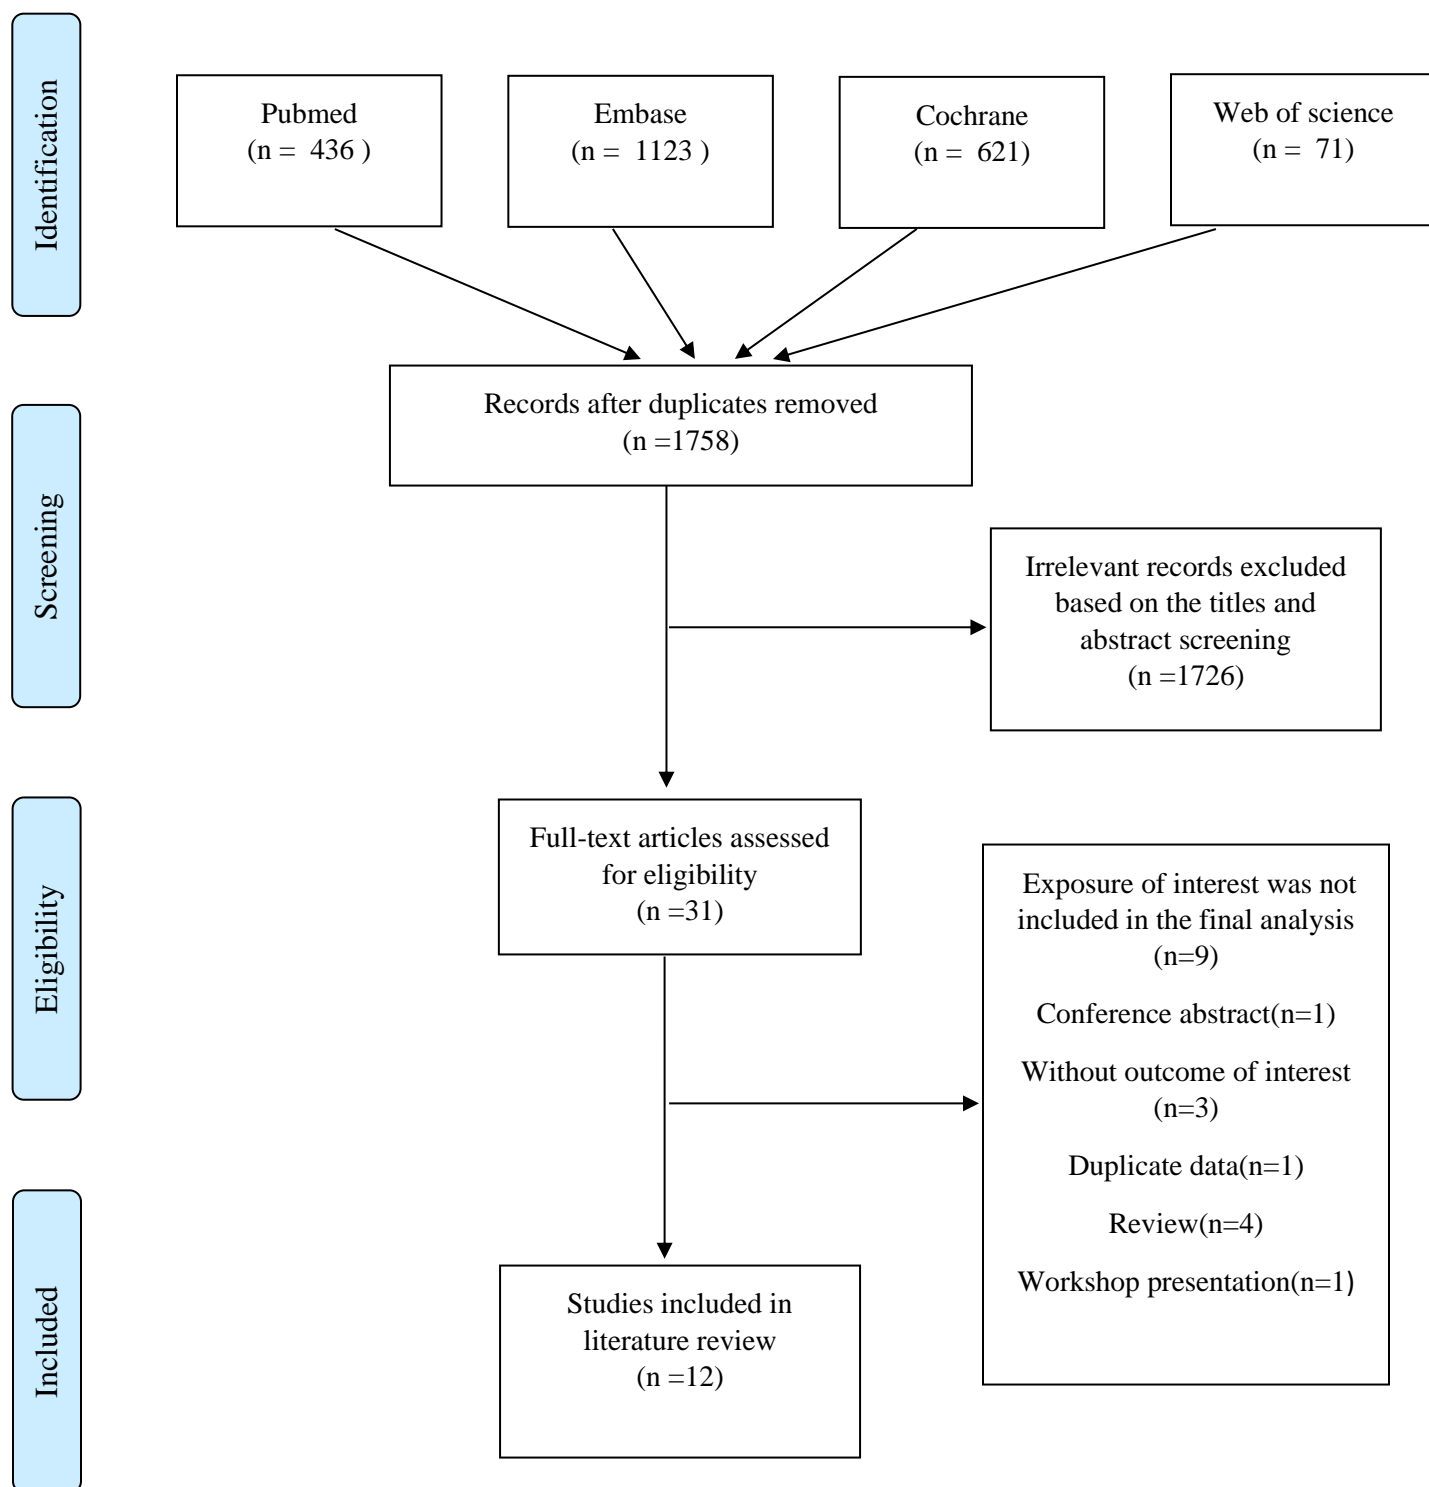 Identification
Pubmed
(n = 436 )
Embase
(n = 1123 )
Cochrane
(n = 621)
Web of science
(n = 71)
Records after duplicates removed
(n =1758)
Screening
Irrelevant records excluded
based on the titles and
abstract screening
(n =1726)
Eligibility
Full-text articles assessed
for eligibility
(n =31)
Exposure of interest was not
included in the final analysis
(n=9)
Conference abstract(n=1)
Without outcome of interest
(n=3)
Duplicate data(n=1)
Review(n=4)
Workshop presentation(n=1)
Included
Studies included in
literature review
(n =12)